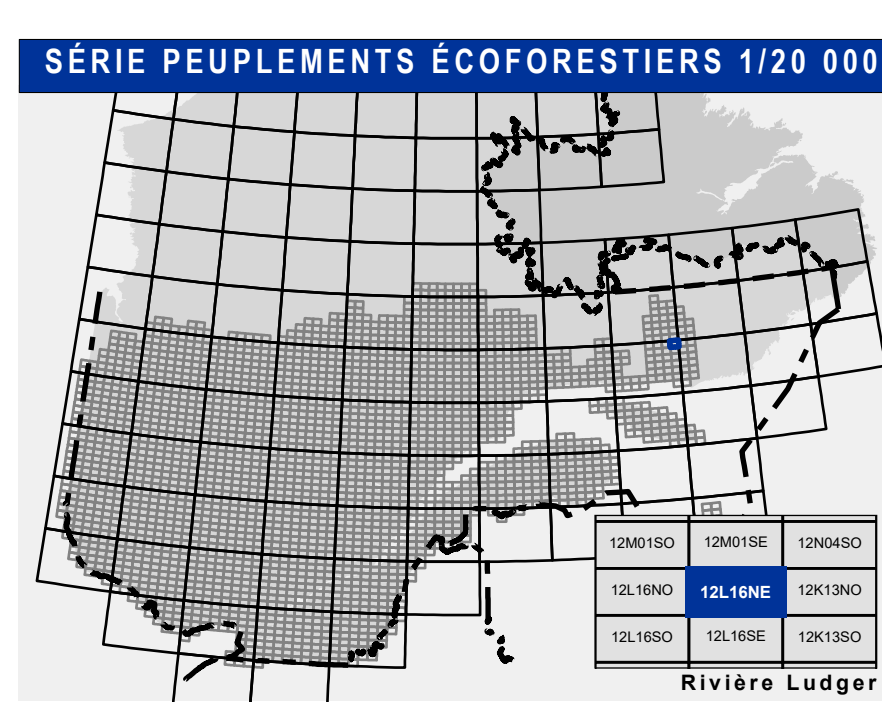 SÉRIE PEUPLEMENTS ÉCOFORESTIERS 1/20 000
12M01SO 12M01SE 12N04SO
12L16NO 12L16NE 12K13NO
12L16SO 12L16SE 12K13SO
Rivière Ludger